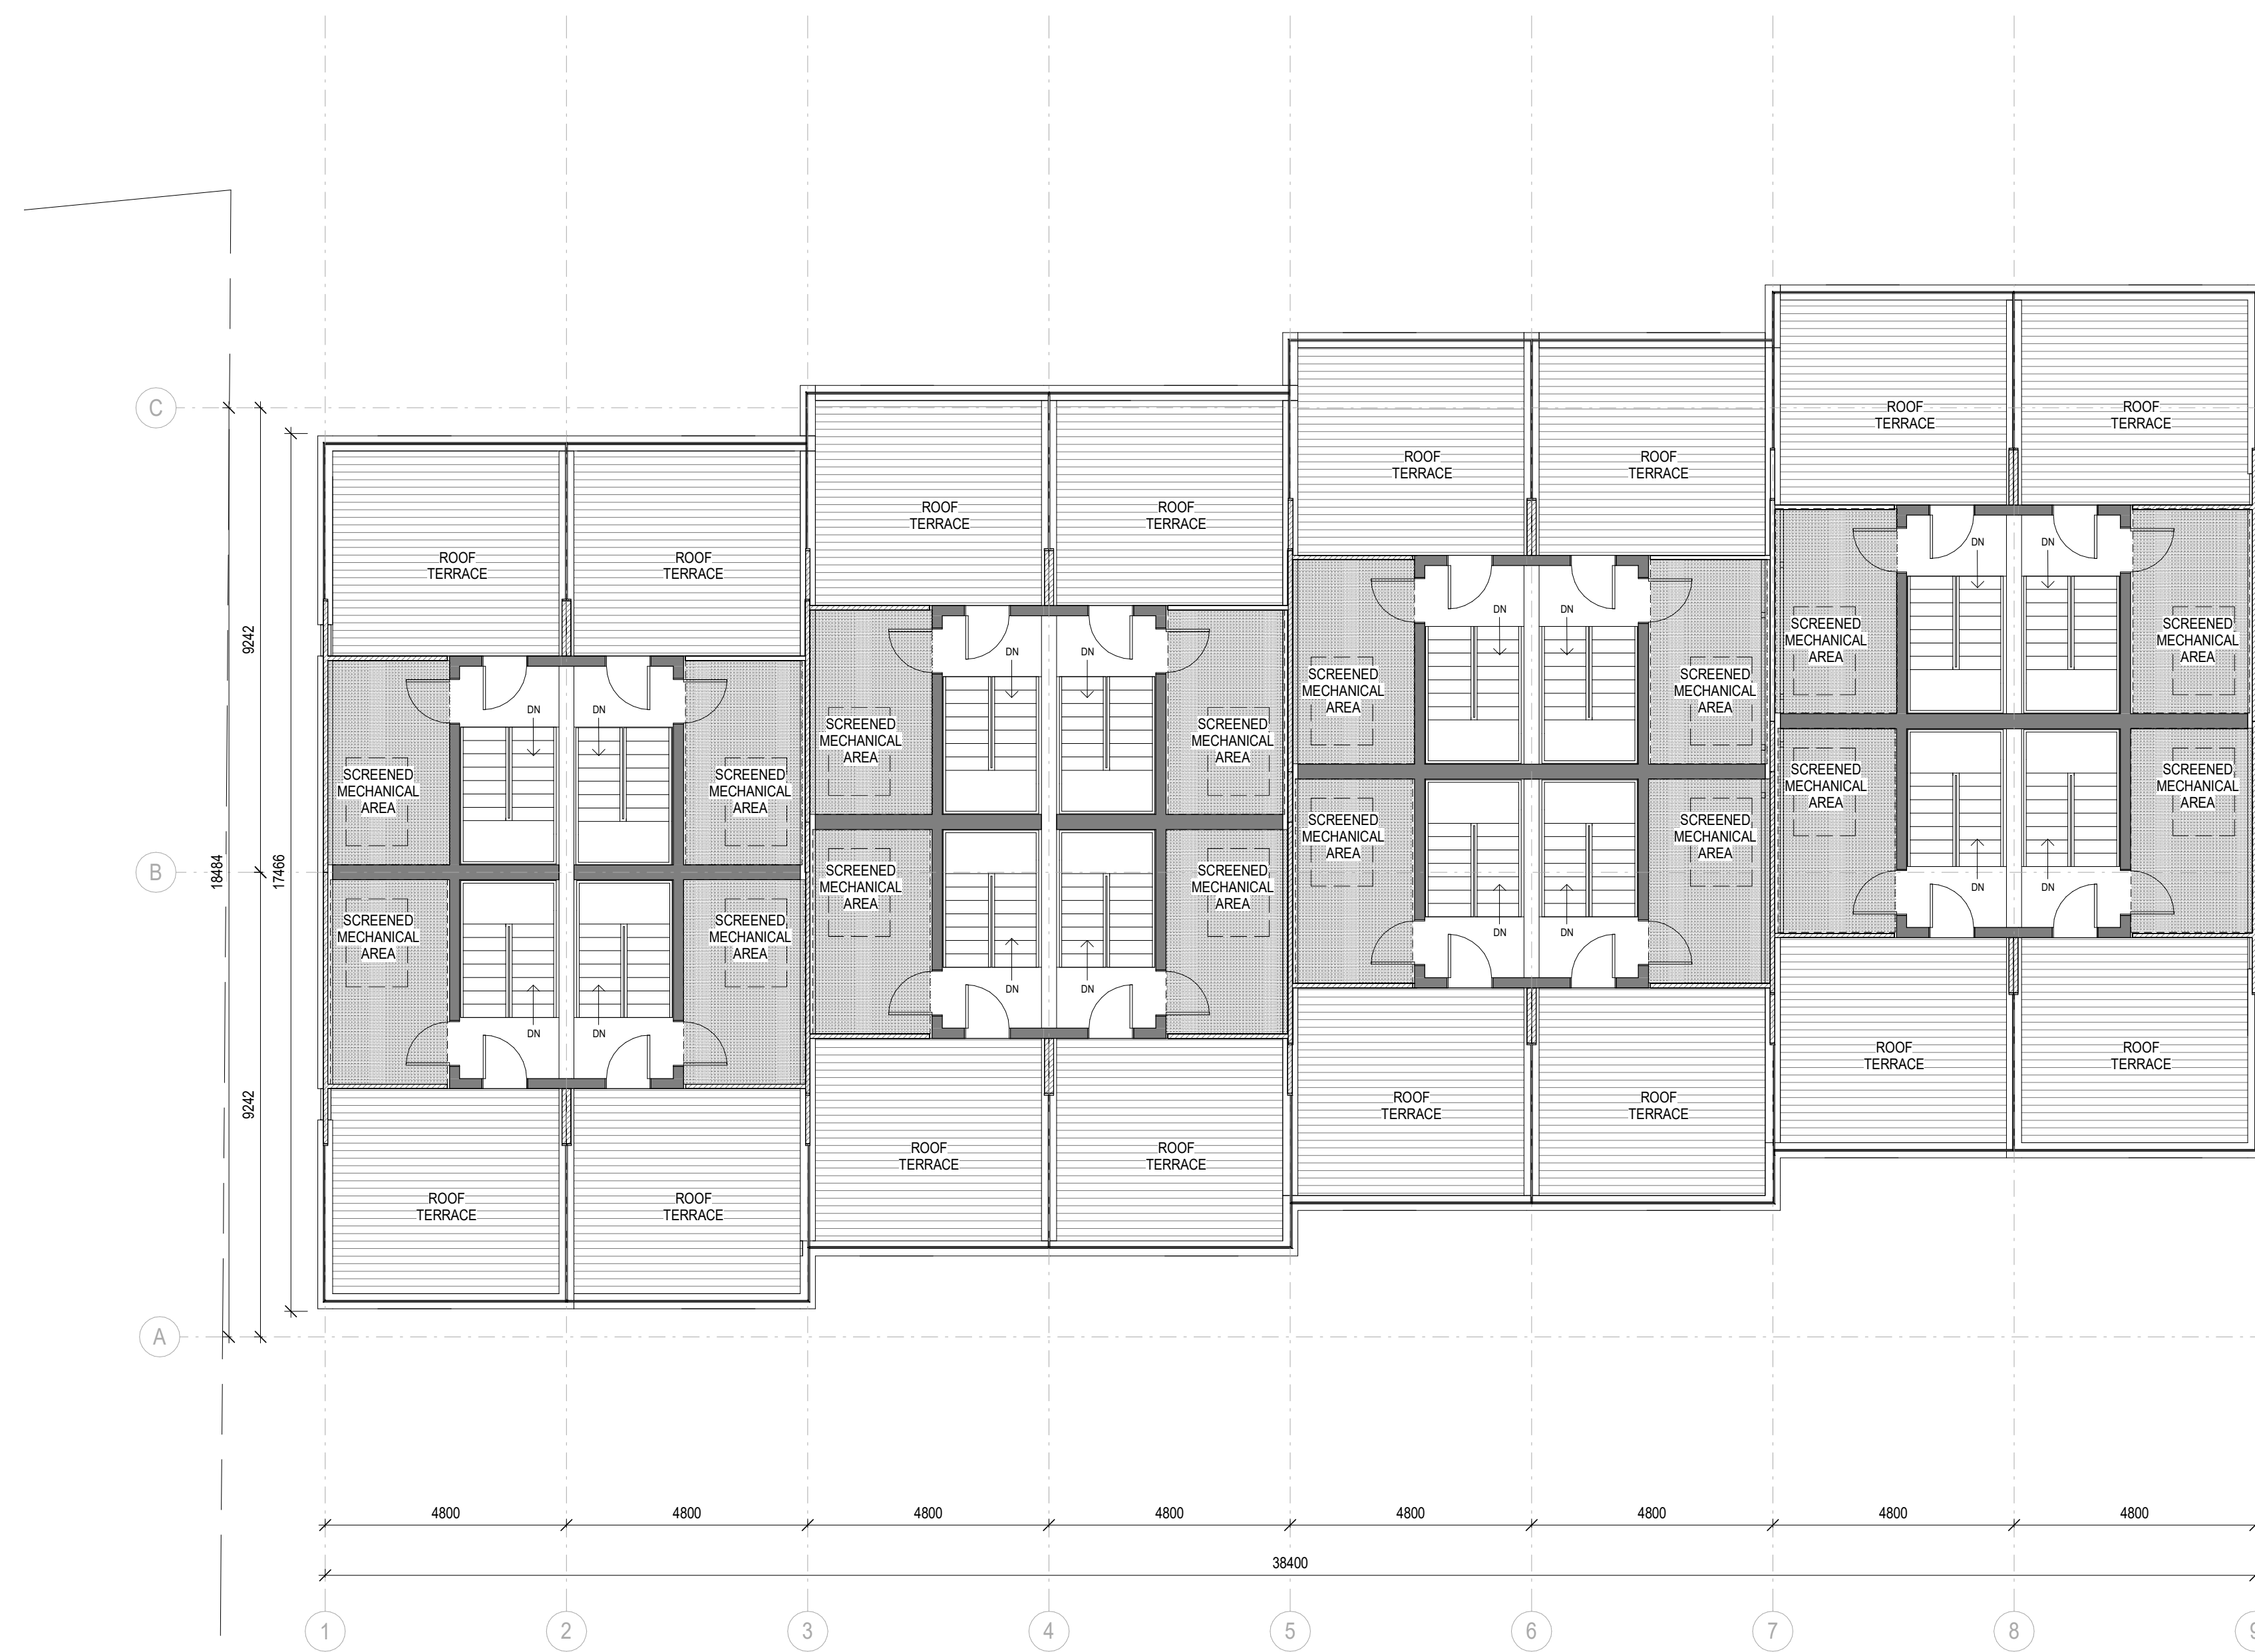 C
ROOF
TERRACE
ROOF
TERRACE
ROOF
TERRACE
ROOF
TERRACE
ROOF
TERRACE
ROOF
TERRACE
ROOF
TERRACE
ROOF
TERRACE
DN
DN
DN
DN
DN
DN
DN
DN
SCREENED
MECHANICAL
AREA
SCREENED
MECHANICAL
AREA
SCREENED
MECHANICAL
AREA
SCREENED
MECHANICAL
AREA
SCREENED
MECHANICAL
AREA
SCREENED
MECHANICAL
AREA
SCREENED
MECHANICAL
AREA
SCREENED
MECHANICAL
AREA
9242
B
18484
17466
SCREENED
MECHANICAL
AREA
SCREENED
MECHANICAL
AREA
SCREENED
MECHANICAL
AREA
SCREENED
MECHANICAL
AREA
SCREENED
MECHANICAL
AREA
SCREENED
MECHANICAL
AREA
SCREENED
MECHANICAL
AREA
SCREENED
MECHANICAL
AREA
DN
DN
DN
DN
DN
DN
DN
DN
9242
ROOF
TERRACE
ROOF
TERRACE
ROOF
TERRACE
ROOF
TERRACE
ROOF
TERRACE
ROOF
TERRACE
ROOF
TERRACE
ROOF
TERRACE
A
4800
4800
4800
4800
4800
4800
4800
4800
38400
1
2
3
4
5
6
7
8
9